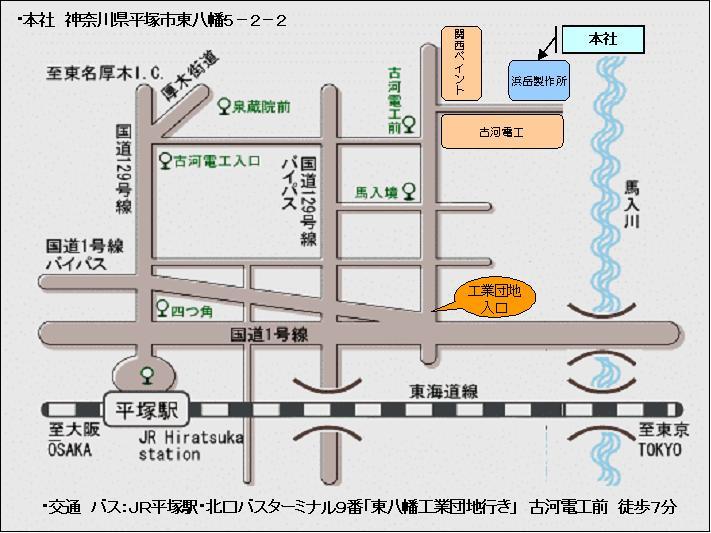 ・本社 神奈川県平塚市東八幡5-2-2
本社
関西ペイント
浜岳製作所
古河電工
至東名厚木I.C.
厚木街道
泉蔵院前
古河電工前
国道129号線
古河電工入口
国道129号線
バイパス
馬入境
馬入川
国道1号線
バイパス
工業団地
入口
四つ角
国道1号線
東海道線
平塚駅
至大阪
OSAKA
JR Hiratsuka
station
至東京
TOKYO
・交通 バス:JR平塚駅・北口バスターミナル9番「東八幡工業団地行き」 古河電工前 徒歩7分